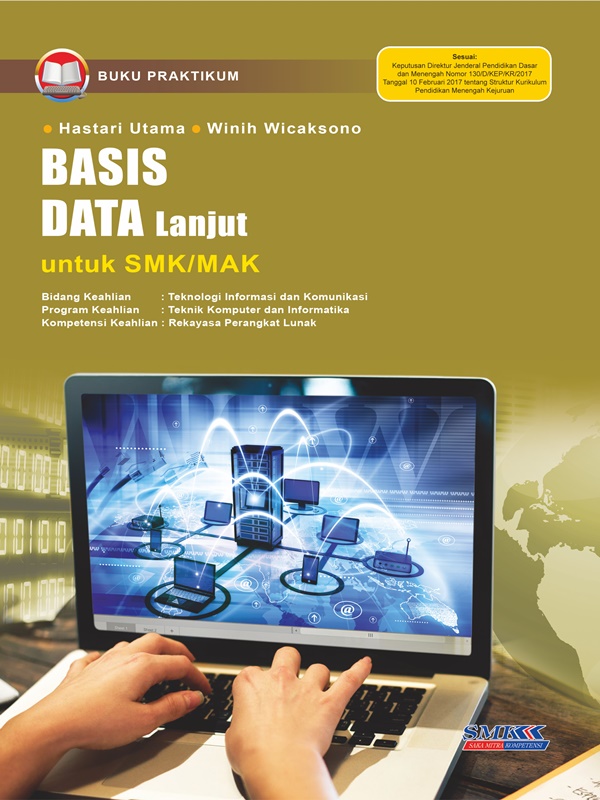 BUKU PRAKTIKUM
Sesuai:
Keputusan Direktur Jenderal Pendidikan Dasar
dan Menengah Nomor 130/D/KEP/KR/2017
Tanggal 10 Februari 2017 tentang Struktur Kurikulum
Pendidikan Menengah Kejuruan
• Hastari Utama • Winih Wicaksono
BASIS
DATA Lanjut
untuk SMK/MAK
Bidang Keahlian : Teknologi Informasi dan Komunikasi
Program Keahlian : Teknik Komputer dan Informatika
Kompetensi Keahlian : Rekayasa Perangkat Lunak
WWW
@
SMK
SAKA MITRA KOMPETENSI